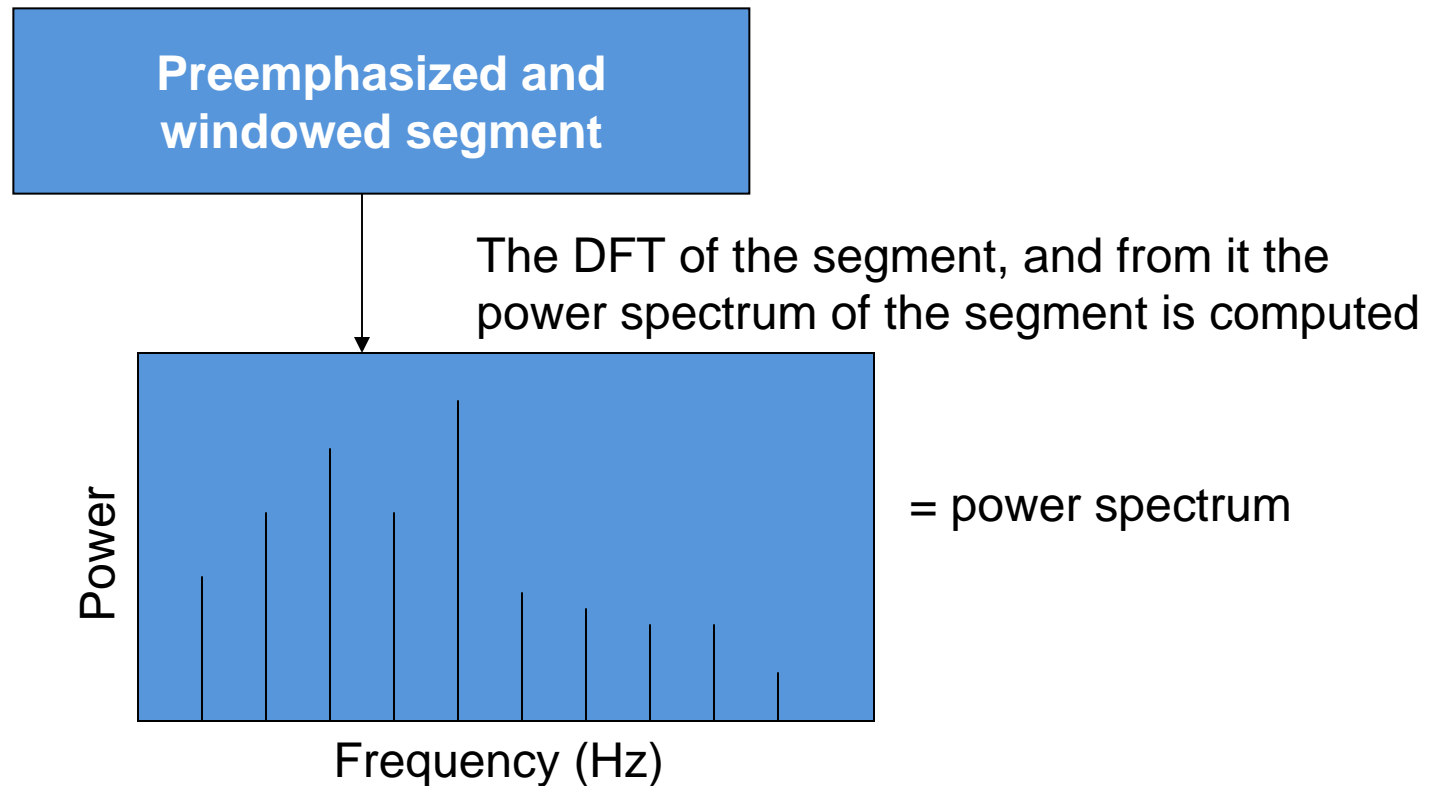 Preemphasized and
windowed segment
The DFT of the segment, and from it the
power spectrum of the segment is computed
Power
= power spectrum
Frequency (Hz)